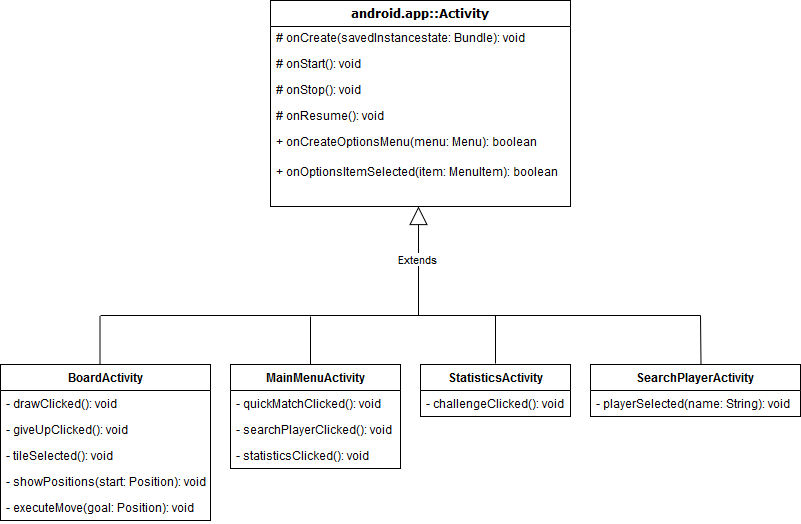 android.app::Activity
# onCreate(savedInstancestate: Bundle): void
# onStart(): void
# onStop(): void
# onResume(): void
+ onCreateOptionsMenu(menu: Menu): boolean
+ onOptionsItemSelected(item: MenuItem): boolean
Extends
BoardActivity
- drawClicked(): void
- giveUpClicked(): void
- tileSelected(): void
- showPositions(start: Position): void
- executeMove(goal: Position): void
MainMenuActivity
- quickMatchClicked(): void
- searchPlayerClicked(): void
- statisticsClicked(): void
StatisticsActivity
- challengeClicked(): void
SearchPlayerActivity
- playerSelected(name: String): void